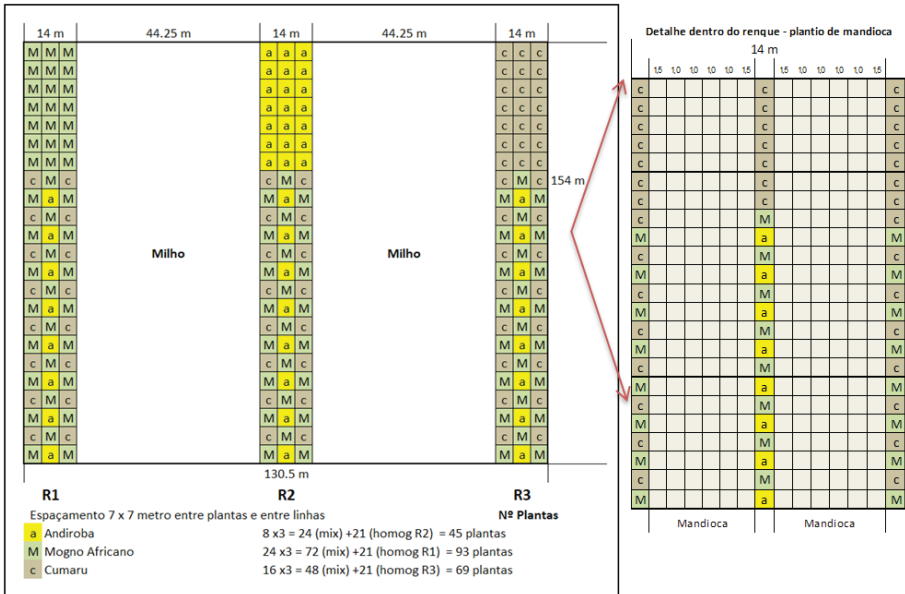 14 m 44.25 m 14 m 44.25 m 14 m
M M M a a a c c c
M M M a a a c c c
M M M a a a c c c
M M M a a a c c c
M M M a a a c c c
M M M a a a c c c
M M M a a a c c c
c M c c M c c M c 154 m
M a M M a M M a M
c M c c M c c M c
M a M M a M M a M
c M c Milho c M c Milho c M c
M a M M a M M a M
c M c c M c c M c
M a M M a M M a M
c M c c M c c M c
M a M M a M M a M
c M c c M c c M c
M a M M a M M a M
c M c c M c c M c
M a M M a M M a M
c M c c M c c M c
M a M M a M M a M
130.5 m
R1 R2 R3
Espaçamento 7 x 7 metro entre plantas e entre linhas Nº Plantas
a Andiroba 8 x3 = 24 (mix) +21 (homog R2) = 45 plantas
M Mogno Africano 24 x3 = 72 (mix) +21 (homog R1) = 93 plantas
c Cumaru 16 x3 = 48 (mix) +21 (homog R3) = 69 plantas
Detalhe dentro do renque - plantio de mandioca
14 m
1,5 1,0 1,0 1,0 1,0 1,5 1,5 1,0 1,0 1,0 1,0 1,5
c c c
c c c
c c c
c c c
c c c
c c c
c c c
c M c
M a M
c M c
M a M
c M c
M a M
c M c
M a M
c M c
M a M
c M c
M a M
c M c
M a M
c M c
M a M
Mandioca Mandioca